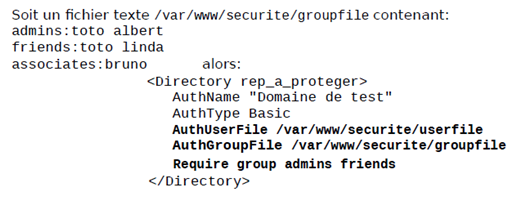 Soit un fichier texte /var/www/securite/groupfile contenant:
admins:toto albert
friends:toto linda
associates:bruno alors:
<Directory rep_a_proteger>
AuthName "Domaine de test"
AuthType Basic
AuthUserFile /var/www/securite/userfile
AuthGroupFile /var/www/securite/groupfile
Require group admins friends
</Directory>